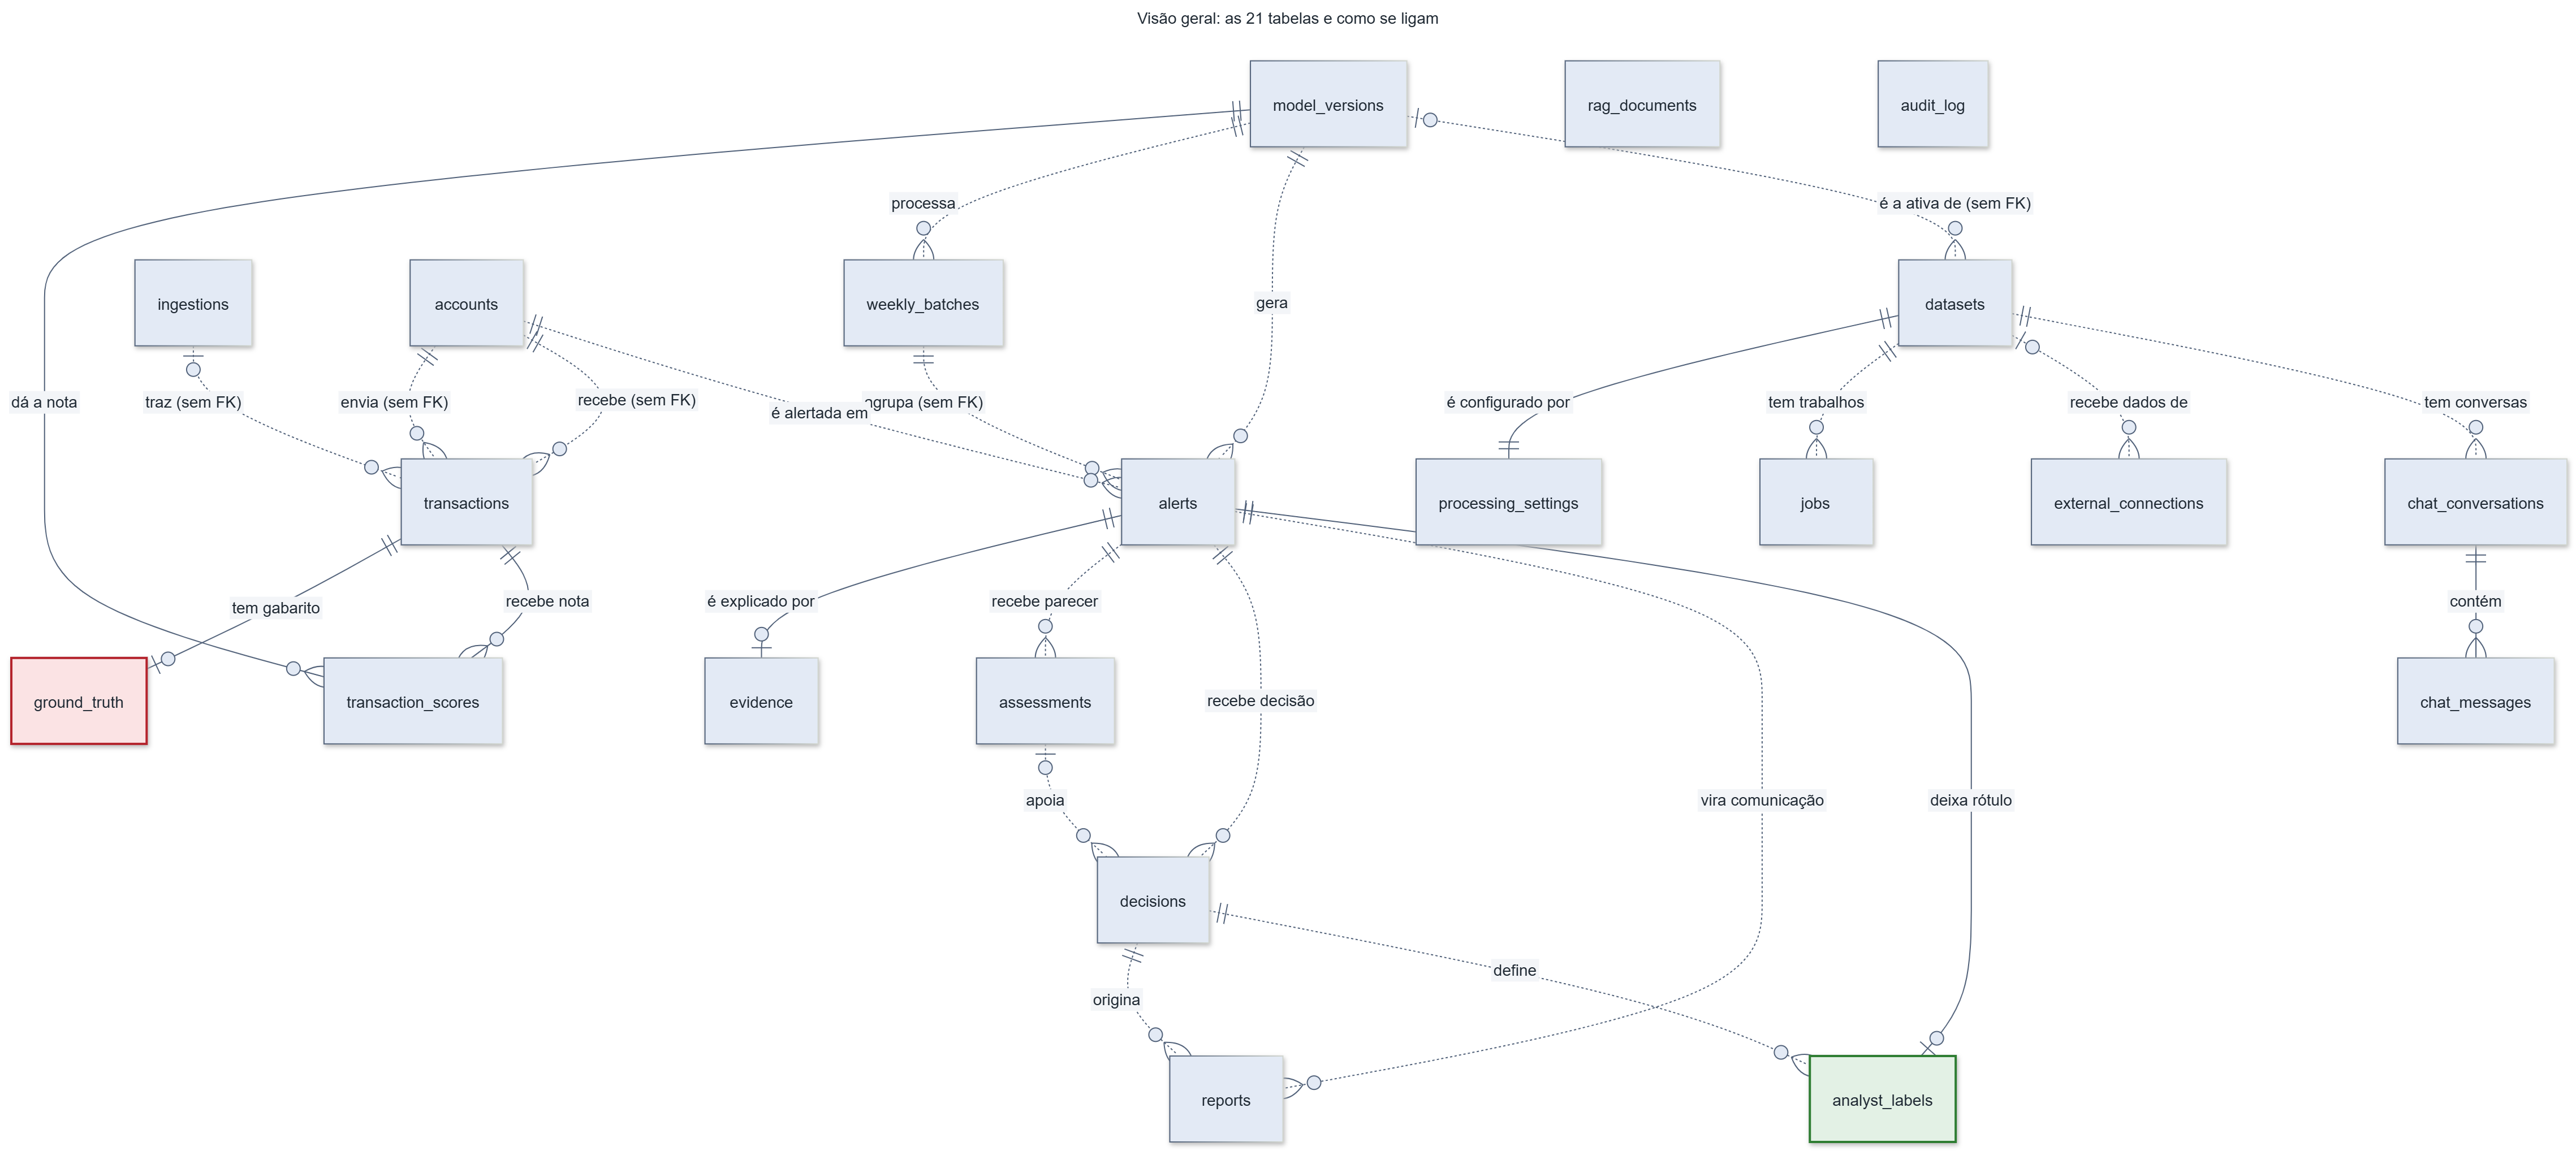 Visão geral: as 21 tabelas e como se ligam
model_versions
rag_documents
audit_log
processa
é a ativa de (sem FK)
ingestions
accounts
weekly_batches
gera
datasets
dá a nota
traz (sem FK)
envia (sem FK)
recebe (sem FK)
é alertada em
grupa (sem FK)
é configurado por
tem trabalhos
recebe dados de
tem conversas
transactions
alerts
processing_settings
jobs
external_connections
chat_conversations
tem gabarito
recebe nota
é explicado por
recebe parecer
contém
ground_truth
transaction_scores
evidence
assessments
recebe decisão
chat_messages
apoia
vira comunicação
deixa rótulo
decisions
define
origina
reports
analyst_labels